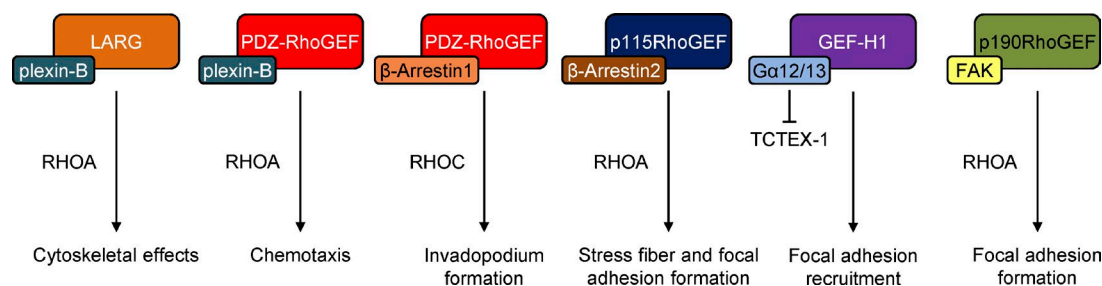 LARG
plexin-B
RHOA
Cytoskeletal effects
PDZ-RhoGEF
plexin-B
RHOA
Chemotaxis
PDZ-RhoGEF
β-Arrestin1
RHOC
Invadopodium
formation
p115RhoGEF
β-Arrestin2
RHOA
Stress fiber and focal
adhesion formation
GEF-H1
Gα12/13
TCTEX-1
Focal adhesion
recruitment
p190RhoGEF
FAK
RHOA
Focal adhesion
formation